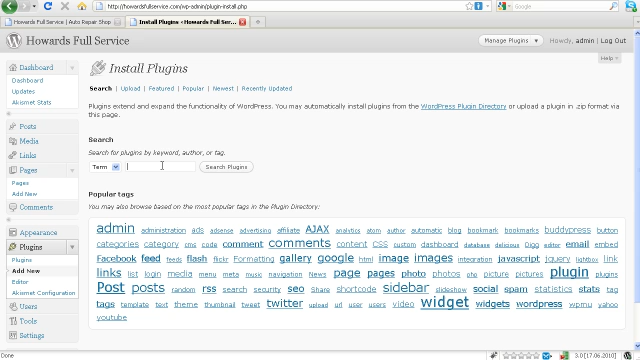 http://howardsfullservice.com/wp-admin/plugin-install.php
Google
Howards Full Service | Auto Repair Shop
Install Plugins ‹ Howards Full Ser...
Howards Full Service
Manage Plugins
Howdy, admin | Log Out
Help
Dashboard
Dashboard
Updates
Akismet Stats
Posts
Media
Links
Pages
Pages
Add New
Comments
Appearance
Plugins
Plugins
Add New
Editor
Akismet Configuration
Users
Tools
Settings
Install Plugins
Search | Upload | Featured | Popular | Newest | Recently Updated
Plugins extend and expand the functionality of WordPress. You may automatically install plugins from the WordPress Plugin Directory or upload a plugin in .zip format via
this page.
Search
Search for plugins by keyword, author, or tag.
Term
Search Plugins
Popular tags
You may also browse based on the most popular tags in the Plugin Directory:
admin administration ads adsense advertising affiliate AJAX analytics atom author automatic blog bookmark bookmarks buddypress button
categories category cms code comment comments content CSS custom dashboard database delicious Digg editor email embed
Facebook feed feeds flash flickr Formatting gallery google html image images integration javascript jquery lightbox link
links list login media menu meta music navigation News page pages photo photos php picture pictures plugin plugins
Post posts random rss search security seo Share shortcode sidebar slideshow social spam statistics stats tag
tags template text theme thumbnail tweet twitter upload url user users video widget widgets wordpress wpmu yahoo
youtube
Done
3.0 [17.06.2010]